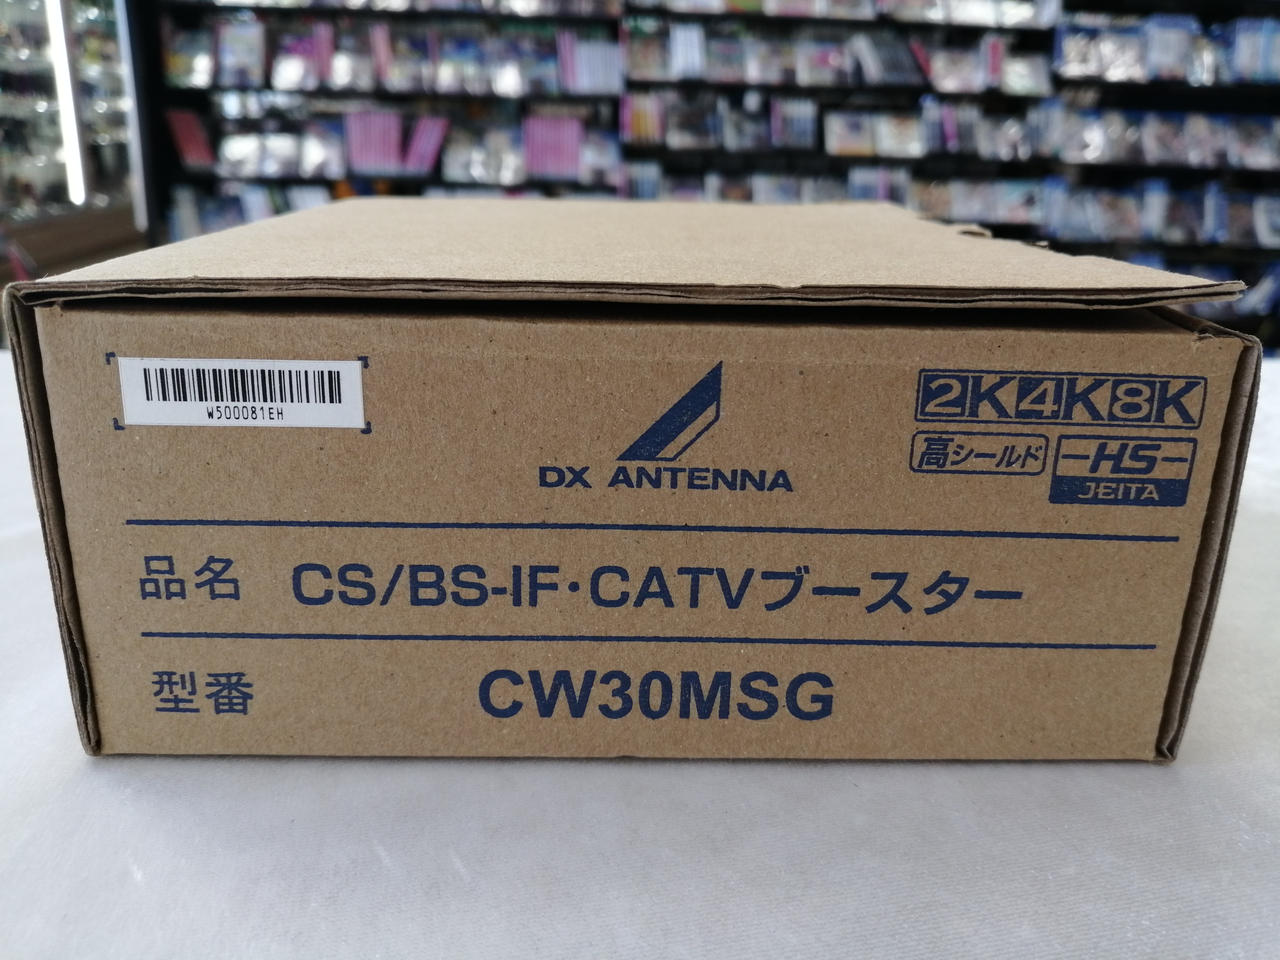 W500081EH
DX ANTENNA
2K4K8K
高シールド
HS
JEITA
品名 CS/BS-IF・CATVブースター
型番 CW30MSG